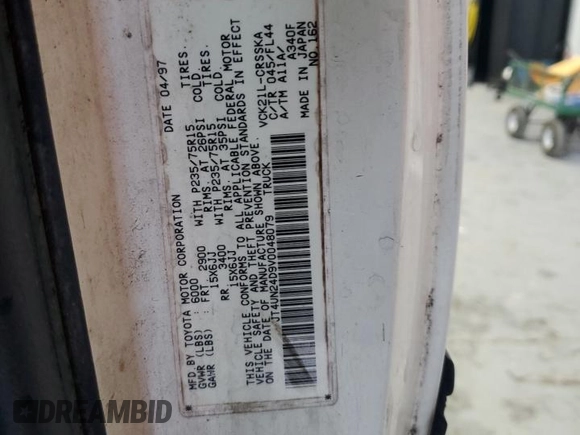 MFD. BY TOYOTA MOTOR CORPORATION DATE 04/97
GVWR (LBS) : 6000
GAWR (LBS) : FRT. 2900 WITH P235/75R15 TIRES.
15X6JJ RIMS. AT 26PSI COLD.
RR. 3400 WITH P235/75R15 TIRES.
15X6JJ RIMS. AT 35PSI COLD.
THIS VEHICLE CONFORMS TO ALL APPLICABLE FEDERAL MOTOR
VEHICLE SAFETY AND THEFT PREVENTION STANDARDS IN EFFECT
ON THE DATE OF MANUFACTURE SHOWN ABOVE.
JT4UN24D9V0048079 TRUCK
VCK21L-CRSSKA
C/TR 045/FL44
A/TM A11A/ A340F
MADE IN JAPAN
NO. 162
DREAMBID